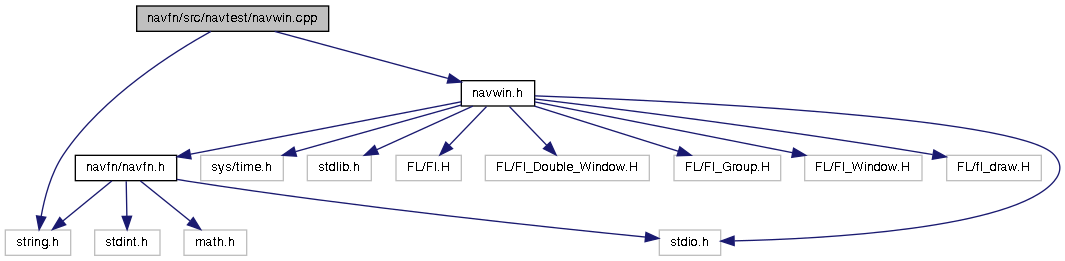 navfn/src/navtest/navwin.cpp
navwin.h
navfn/navfn.h
sys/time.h
stdlib.h
FL/Fl.H
FL/Fl_Double_Window.H
FL/Fl_Group.H
FL/Fl_Window.H
FL/fl_draw.H
string.h
stdint.h
math.h
stdio.h